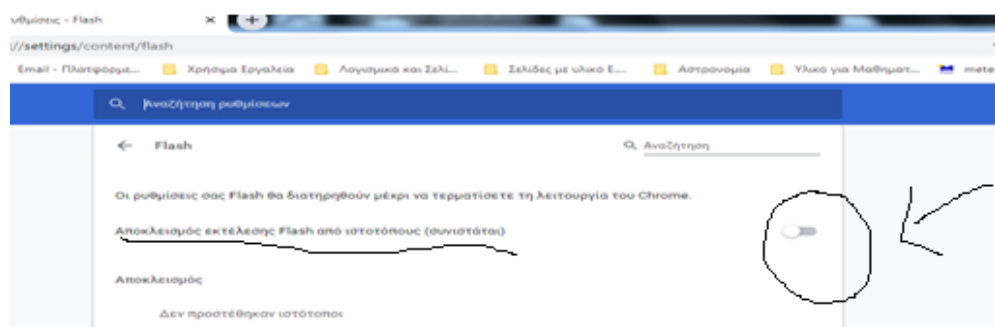 υθμίσεις - Flash
//settings/content/flash
Email - Πλατφόρμε... Χρήσιμα Εργαλεία Λογισμικά και Σελί... Σελίδες με υλικό Ε... Αστρονομία Υλικό για Μαθηματ... mete
Αναζήτηση ρυθμίσεων
Flash Αναζήτηση
Οι ρυθμίσεις σας Flash θα διατηρηθούν μέχρι να τερματίσετε τη λειτουργία του Chrome.
Αποκλεισμός εκτέλεσης Flash από ιστοτόπους (συνιστάται)
Αποκλεισμός
Δεν προστέθηκαν ιστότοποι